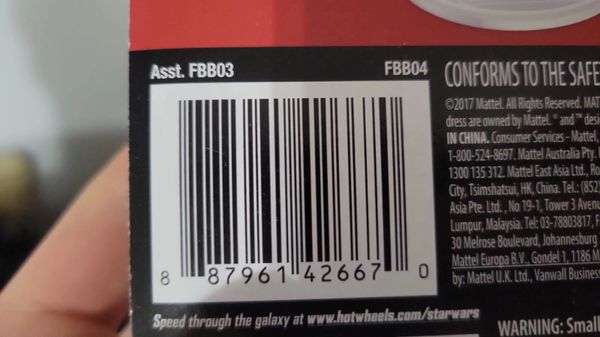 Asst. FBB03 FBB04
8 87961 42667 0
Speed through the galaxy at www.hotwheels.com/starwars
CONFORMS TO THE SAFE
©2017 Mattel. All Rights Reserved. MAT
dress are owned by Mattel. ® and ™ desi
IN CHINA. Consumer Services - Mattel,
1-800-524-8697. Mattel Australia Pty.
1300 135 312. Mattel East Asia Ltd., Ro
City, Tsimshatsui, HK, China. Tel.: (852
Asia Pte. Ltd., No 19-1, Tower 3 Avenu
Lumpur, Malaysia. Tel: 03-78803817, F
30 Melrose Boulevard, Johannesburg
Mattel Europa B.V., Gondel 1, 1186 M
by: Mattel U.K. Ltd., Vanwall Business
WARNING: Small